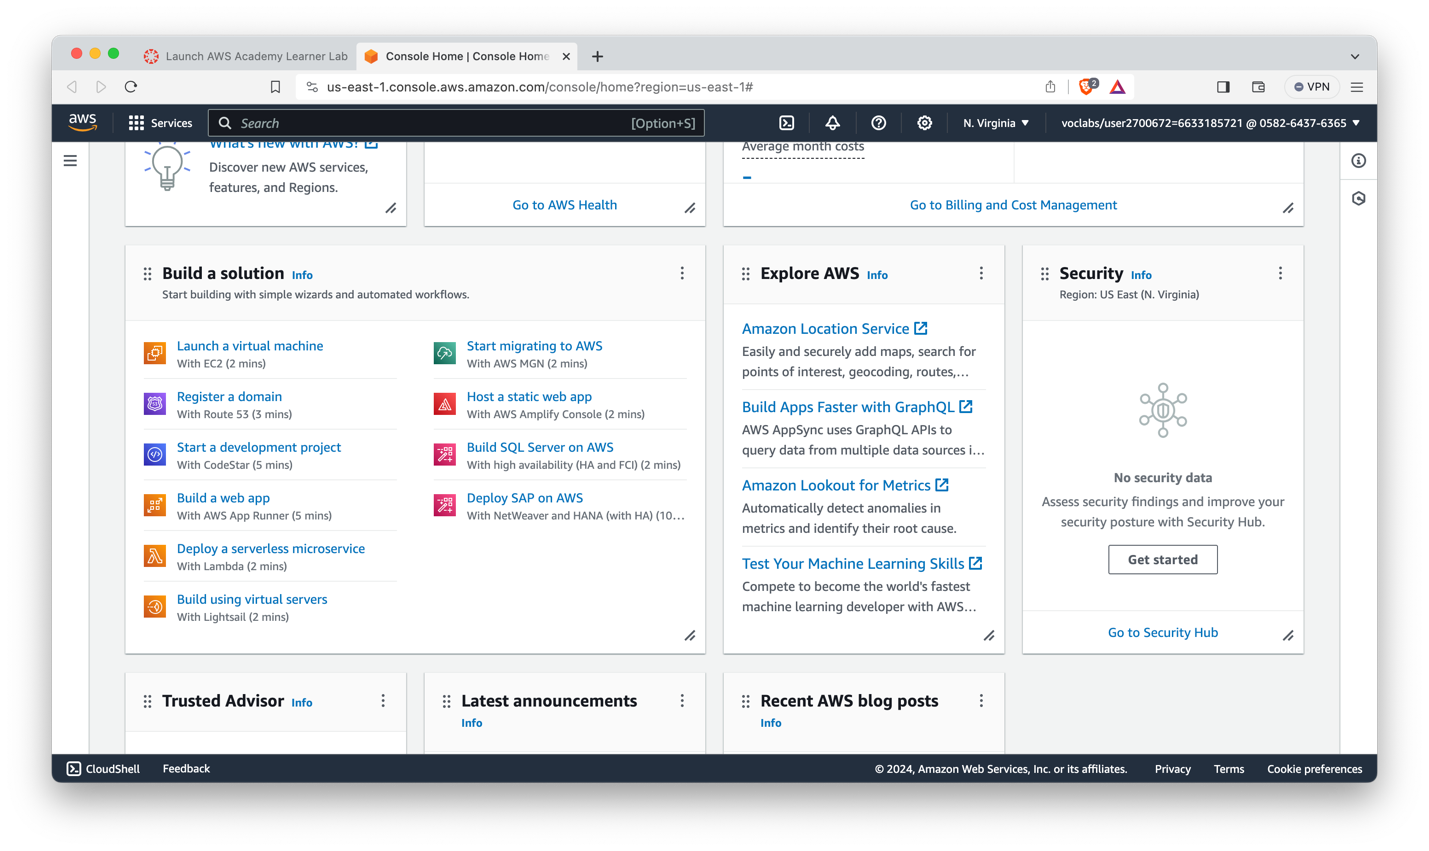 Launch AWS Academy Learner Lab
Console Home | Console Home
us-east-1.console.aws.amazon.com/console/home?region=us-east-1#
2
VPN
aws
Services
Search
[Option+S]
N. Virginia
voclabs/user2700672=6633185721 @ 0582-6437-6365
What's new with AWS?
Discover new AWS services,
features, and Regions.
Go to AWS Health
Average month costs
–
Go to Billing and Cost Management
Build a solution Info
Start building with simple wizards and automated workflows.
Launch a virtual machine
With EC2 (2 mins)
Register a domain
With Route 53 (3 mins)
Start a development project
With CodeStar (5 mins)
Build a web app
With AWS App Runner (5 mins)
Deploy a serverless microservice
With Lambda (2 mins)
Build using virtual servers
With Lightsail (2 mins)
Start migrating to AWS
With AWS MGN (2 mins)
Host a static web app
With AWS Amplify Console (2 mins)
Build SQL Server on AWS
With high availability (HA and FCI) (2 mins)
Deploy SAP on AWS
With NetWeaver and HANA (with HA) (10...
Explore AWS Info
Amazon Location Service
Easily and securely add maps, search for
points of interest, geocoding, routes,...
Build Apps Faster with GraphQL
AWS AppSync uses GraphQL APIs to
query data from multiple data sources i...
Amazon Lookout for Metrics
Automatically detect anomalies in
metrics and identify their root cause.
Test Your Machine Learning Skills
Compete to become the world's fastest
machine learning developer with AWS...
Security Info
Region: US East (N. Virginia)
No security data
Assess security findings and improve your
security posture with Security Hub.
Get started
Go to Security Hub
Trusted Advisor Info
Latest announcements
Info
Recent AWS blog posts
Info
CloudShell
Feedback
© 2024, Amazon Web Services, Inc. or its affiliates.
Privacy
Terms
Cookie preferences